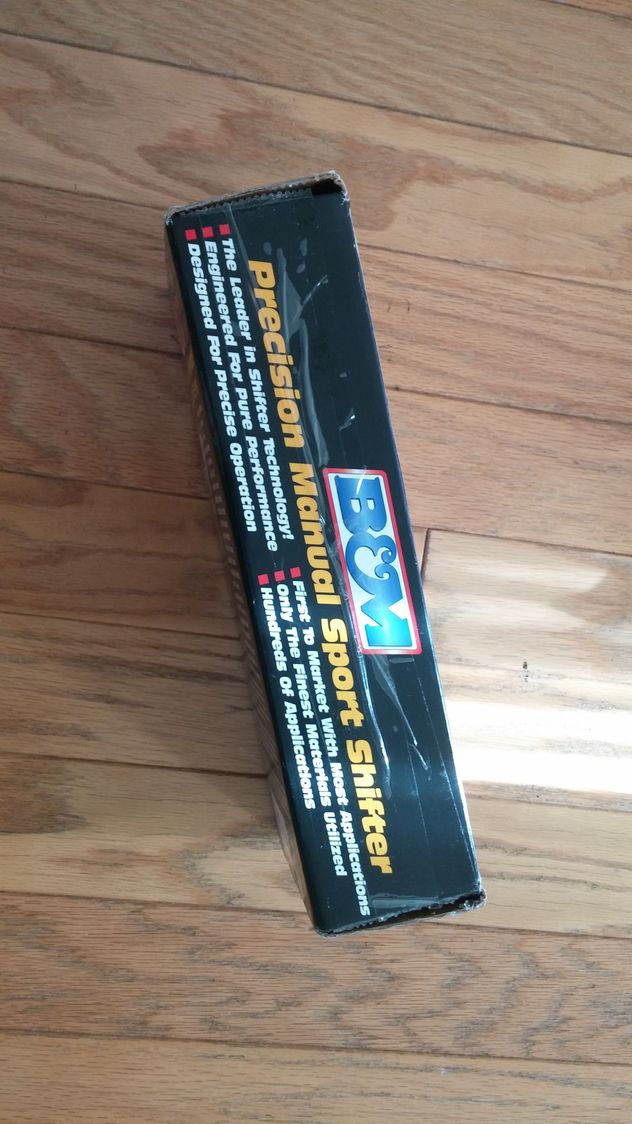 B&M
Precision Manual Sport Shifter
The Leader in Shifter Technology!
Engineered For Pure Performance
Designed For Precise Operation
First To Market With Most Applications
Only The Finest Materials Utilized
Hundreds Of Applications